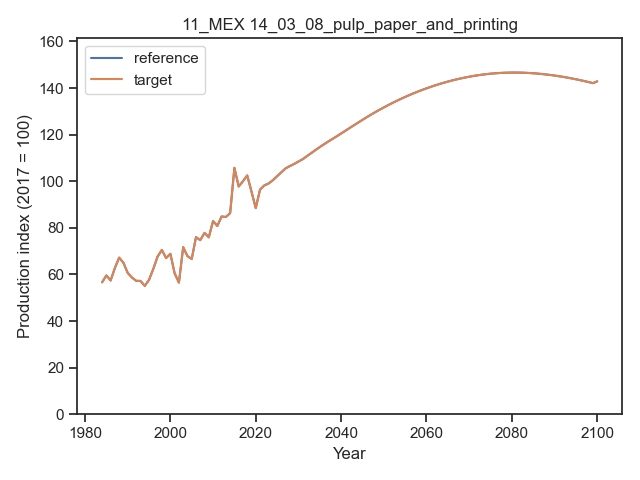 11_MEX 14_03_08_pulp_paper_and_printing
reference
target
Production index (2017 = 100)
160
140
120
100
80
60
40
20
0
1980 2000 2020 2040 2060 2080 2100
Year